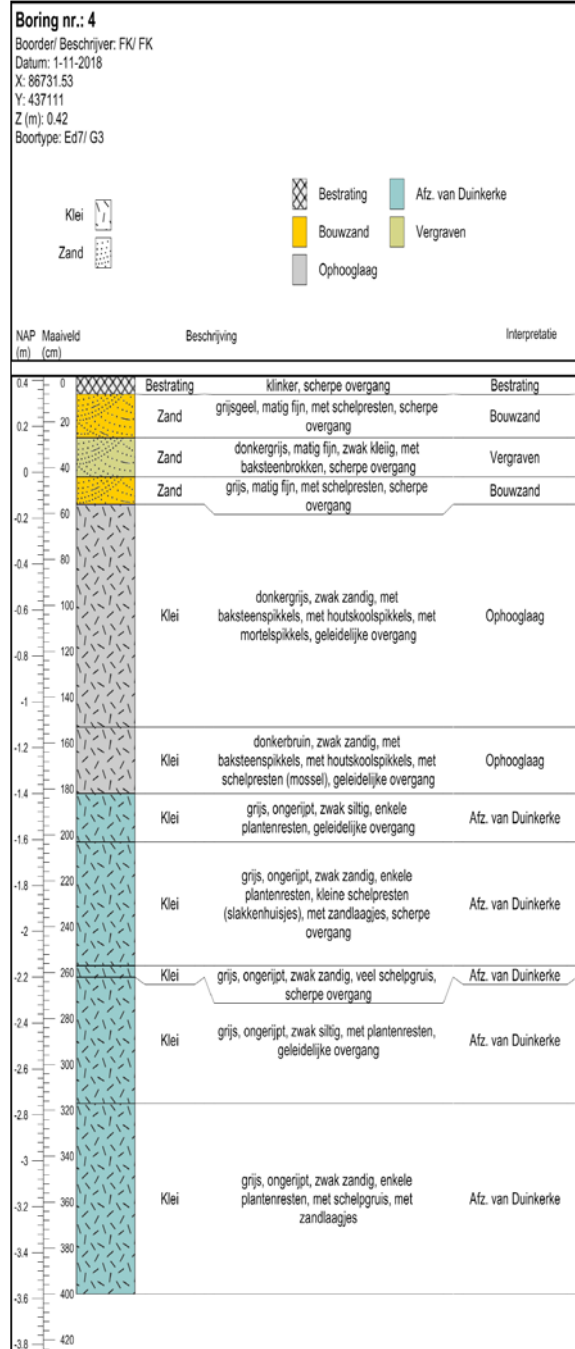 Boring nr.: 4
Boorder/ Beschrijver: FK/ FK
Datum: 1-11-2018
X: 86731.53
Y: 437111
Z (m): 0.42
Boortype: Ed7/ G3
Klei
Zand
Bestrating
Bouwzand
Ophooglaag
Afz. van Duinkerke
Vergraven
NAP Maaiveld
(m) (cm)
Beschrijving
Interpretatie
0.4
0.2
0
-0.2
-0.4
-0.6
-0.8
-1
-1.2
-1.4
-1.6
-1.8
-2
-2.2
-2.4
-2.6
-2.8
-3
-3.2
-3.4
-3.6
-3.8
0
20
40
60
80
100
120
140
160
180
200
220
240
260
280
300
320
340
360
380
400
420
Bestrating
klinker, scherpe overgang
Bestrating
Zand
grijsgeel, matig fijn, met schelpresten, scherpe
overgang
Bouwzand
Zand
donkergrijs, matig fijn, zwak kleiig, met
baksteenbrokken, scherpe overgang
Vergraven
Zand
grijs, matig fijn, met schelpresten, scherpe
overgang
Bouwzand
Klei
donkergrijs, zwak zandig, met
baksteenspikkels, met houtskoolspikkels, met
mortelspikkels, geleidelijke overgang
Ophooglaag
Klei
donkerbruin, zwak zandig, met
baksteenspikkels, met houtskoolspikkels, met
schelpresten (mossel), geleidelijke overgang
Ophooglaag
Klei
grijs, ongerijpt, zwak siltig, enkele
plantenresten, geleidelijke overgang
Afz. van Duinkerke
Klei
grijs, ongerijpt, zwak zandig, enkele
plantenresten, kleine schelpresten
(slakkenhuisjes), met zandlaagjes, scherpe
overgang
Afz. van Duinkerke
Klei
grijs, ongerijpt, zwak zandig, veel schelpgruis,
scherpe overgang
Afz. van Duinkerke
Klei
grijs, ongerijpt, zwak siltig, met plantenresten,
geleidelijke overgang
Afz. van Duinkerke
Klei
grijs, ongerijpt, zwak zandig, enkele
plantenresten, met schelpgruis, met
zandlaagjes
Afz. van Duinkerke